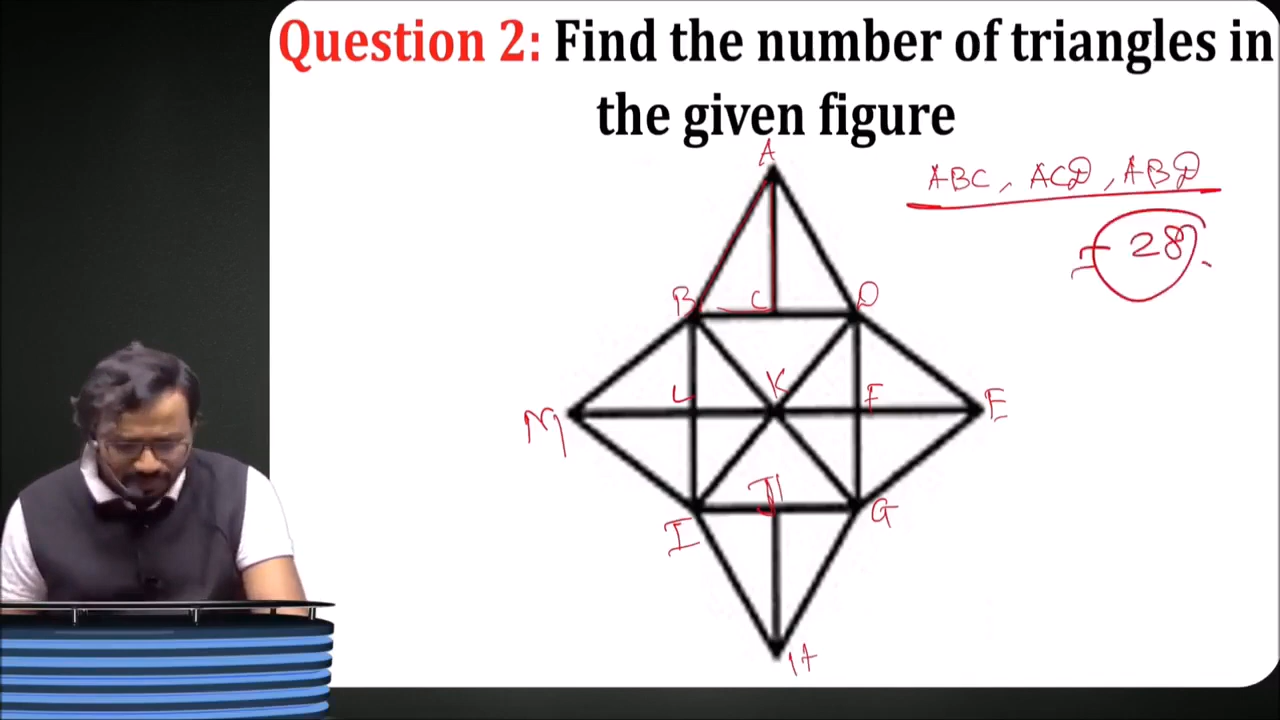 Question 2: Find the number of triangles in
the given figure
A
ABC, ACD, ABD
= 28.
B C D
M L K F E
I J G
H